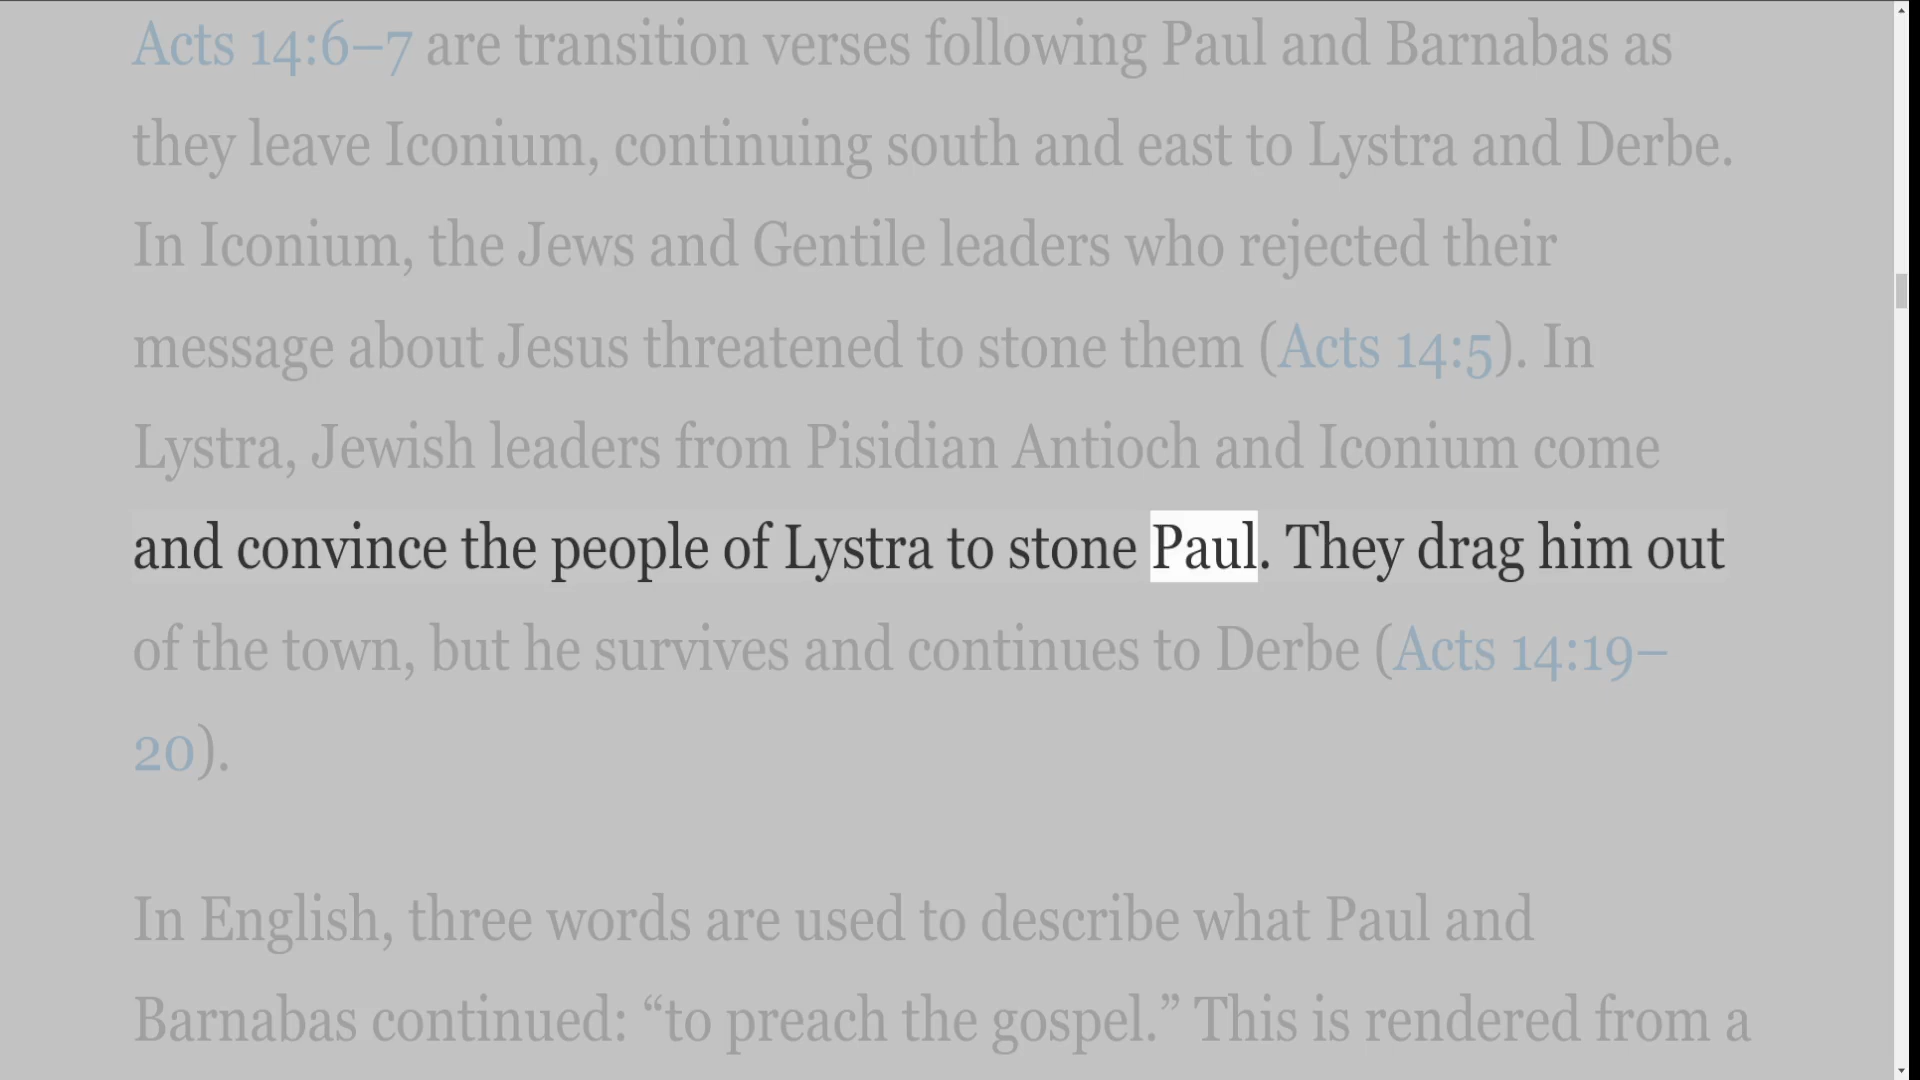 Acts 14:6–7 are transition verses following Paul and Barnabas as
they leave Iconium, continuing south and east to Lystra and Derbe.
In Iconium, the Jews and Gentile leaders who rejected their
message about Jesus threatened to stone them (Acts 14:5). In
Lystra, Jewish leaders from Pisidian Antioch and Iconium come
and convince the people of Lystra to stone Paul. They drag him out
of the town, but he survives and continues to Derbe (Acts 14:19–
20).
In English, three words are used to describe what Paul and
Barnabas continued: “to preach the gospel.” This is rendered from a